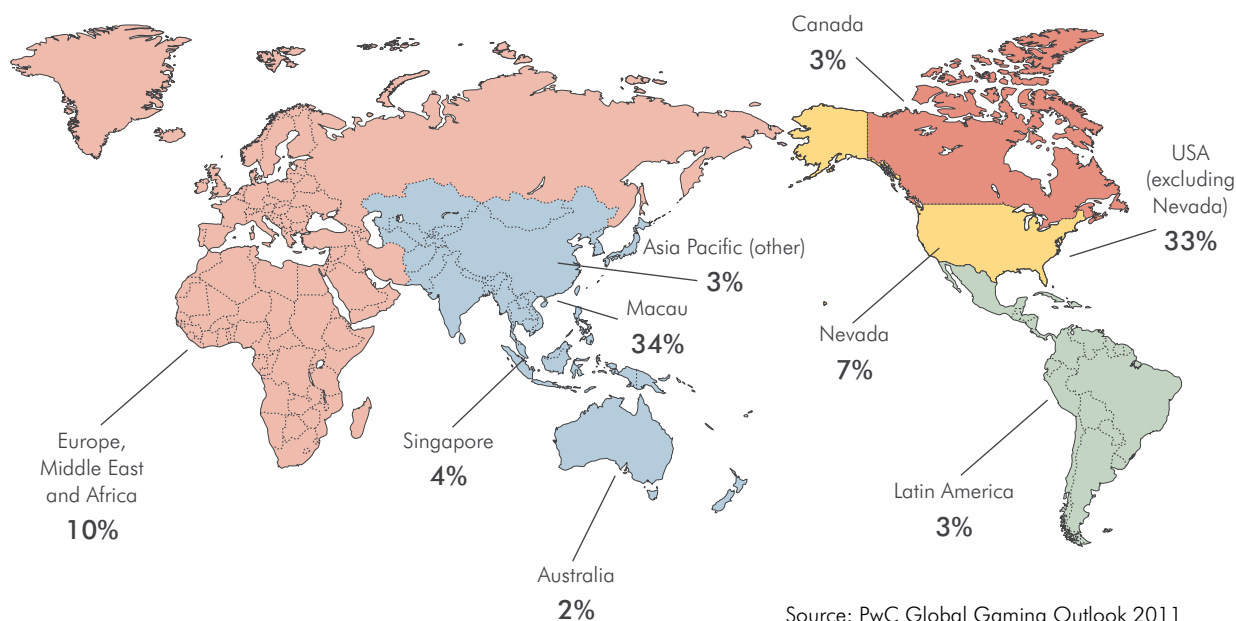 Canada
3%
USA
(excluding
Nevada)
33%
Asia Pacific (other)
3%
Macau
34%
Nevada
7%
Europe,
Middle East
and Africa
10%
Singapore
4%
Latin America
3%
Australia
2%
Source: PwC Global Gaming Outlook 2011